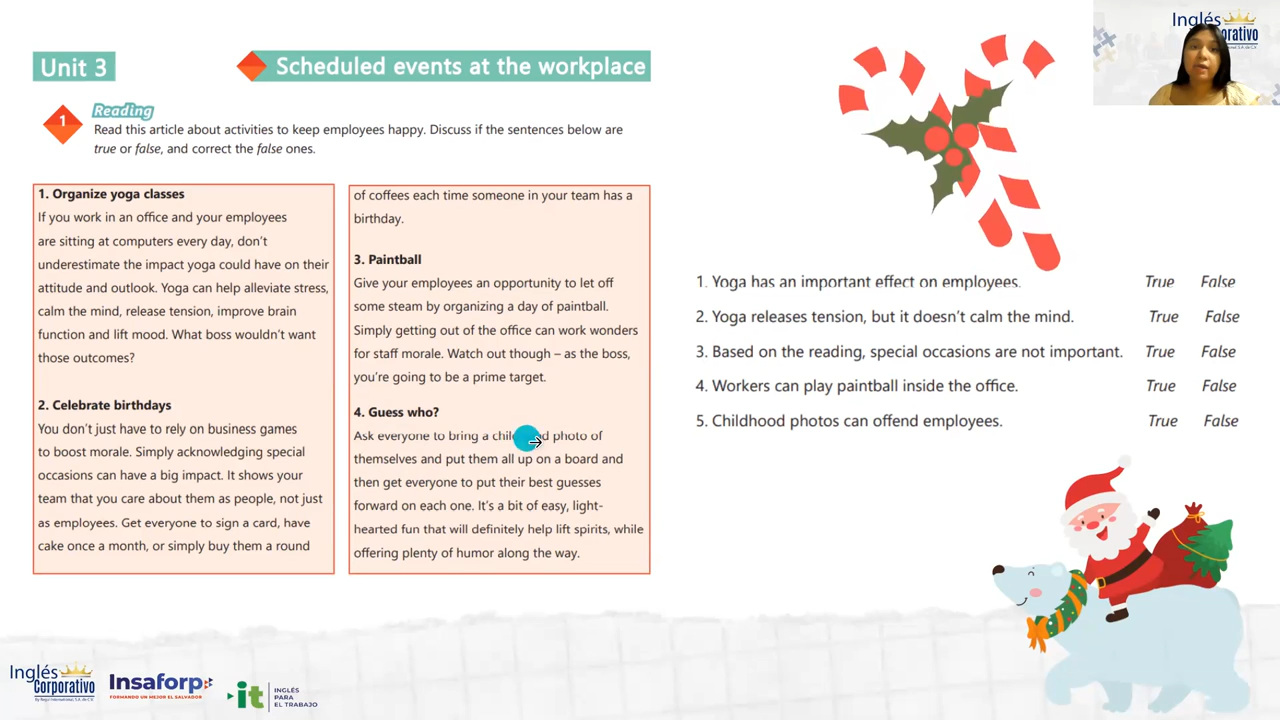 Unit 3
Scheduled events at the workplace
1
Reading
Read this article about activities to keep employees happy. Discuss if the sentences below are
true or false, and correct the false ones.
1. Organize yoga classes
If you work in an office and your employees
are sitting at computers every day, don't
underestimate the impact yoga could have on their
attitude and outlook. Yoga can help alleviate stress,
calm the mind, release tension, improve brain
function and lift mood. What boss wouldn't want
those outcomes?
2. Celebrate birthdays
You don't just have to rely on business games
to boost morale. Simply acknowledging special
occasions can have a big impact. It shows your
team that you care about them as people, not just
as employees. Get everyone to sign a card, have
cake once a month, or simply buy them a round
of coffees each time someone in your team has a
birthday.
3. Paintball
Give your employees an opportunity to let off
some steam by organizing a day of paintball.
Simply getting out of the office can work wonders
for staff morale. Watch out though – as the boss,
you're going to be a prime target.
4. Guess who?
Ask everyone to bring a childhood photo of
themselves and put them all up on a board and
then get everyone to put their best guesses
forward on each one. It's a bit of easy, light-
hearted fun that will definitely help lift spirits, while
offering plenty of humor along the way.
1. Yoga has an important effect on employees. True False
2. Yoga releases tension, but it doesn't calm the mind. True False
3. Based on the reading, special occasions are not important. True False
4. Workers can play paintball inside the office. True False
5. Childhood photos can offend employees. True False
Inglés
Inglés
Corporativo
Insaforp
FORMANDO UN MEJOR EL SALVADOR
it
INGLÉS
PARA
EL TRABAJO